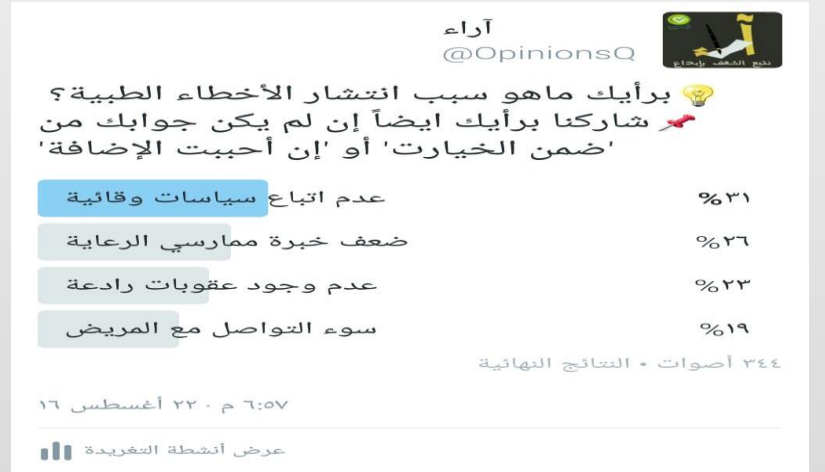 آراء
@OpinionsQ
نتبع الشغف بإبداع
برأيك ماهو سبب انتشار الأخطاء الطبية؟
شاركنا برأيك ايضاً إن لم يكن جوابك من
'ضمن الخيارت' أو 'إن أحببت الإضافة'
عدم اتباع سياسات وقائية ٣١%
ضعف خبرة ممارسي الرعاية ٢٦%
عدم وجود عقوبات رادعة ٢٣%
سوء التواصل مع المريض ١٩%
٣٤٤ أصوات • النتائج النهائية
٦:٥٧ م · ٢٢ أغسطس ١٦
عرض أنشطة التغريدة